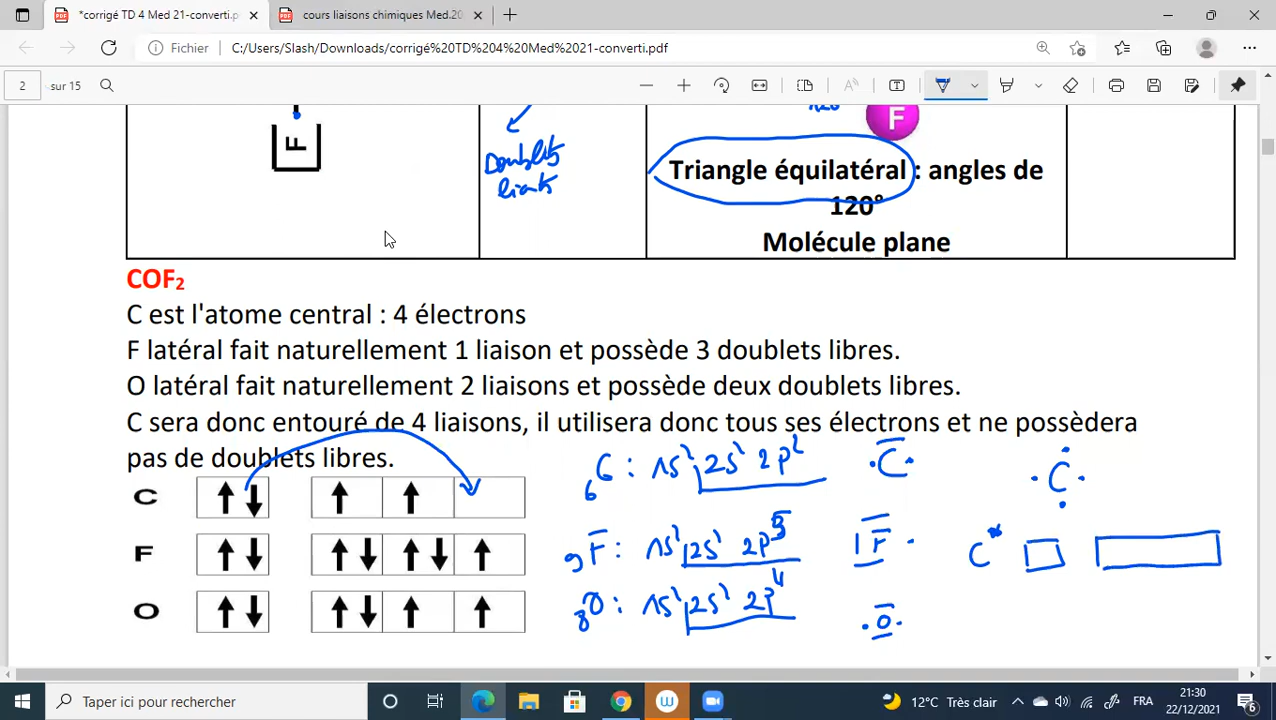 *corrigé TD 4 Med 21-converti.p
cours liaisons chimiques Med.20
Fichier
C:/Users/Slash/Downloads/corrigé%20TD%204%20Med%2021-converti.pdf
2
sur 15
F
F
Doublets
liants
Triangle équilatéral : angles de
120°
Molécule plane
COF₂
C est l'atome central : 4 électrons
F latéral fait naturellement 1 liaison et possède 3 doublets libres.
O latéral fait naturellement 2 liaisons et possède deux doublets libres.
C sera donc entouré de 4 liaisons, il utilisera donc tous ses électrons et ne possèdera
pas de doublets libres.
₆C : 1s² 2s² 2p² C C
C
F
₉F : 1s² 2s² 2p⁵ F C*
O
₈O : 1s² 2s² 2p⁴ O
Taper ici pour rechercher
W
12°C Très clair
FRA
21:30
22/12/2021
6